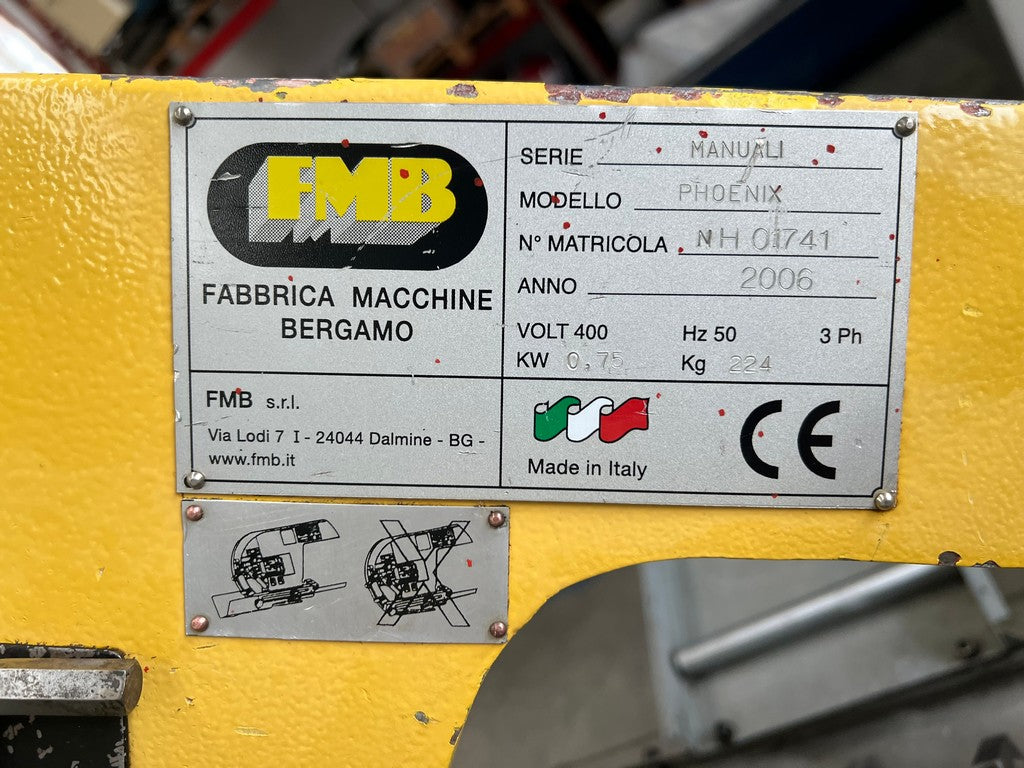 FMB
FABBRICA MACCHINE
BERGAMO
FMB s.r.l.
Via Lodi 7 I - 24044 Dalmine - BG -
www.fmb.it
SERIE MANUALI
MODELLO PHOENIX
N° MATRICOLA NH 01741
ANNO 2006
VOLT 400 Hz 50 3 Ph
KW 0,75 Kg 224
Made in Italy
CE